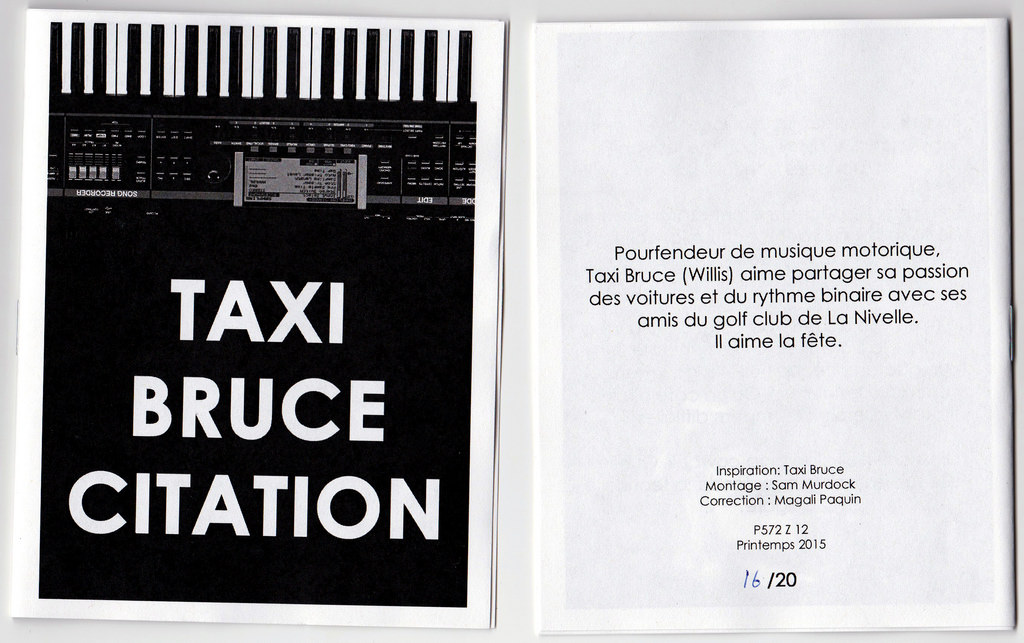 SONG RECORDER
EDIT
TAXI
BRUCE
CITATION
Pourfendeur de musique motorique,
Taxi Bruce (Willis) aime partager sa passion
des voitures et du rythme binaire avec ses
amis du golf club de La Nivelle.
Il aime la fête.
Inspiration: Taxi Bruce
Montage : Sam Murdock
Correction : Magali Paquin
P572 Z 12
Printemps 2015
16 /20